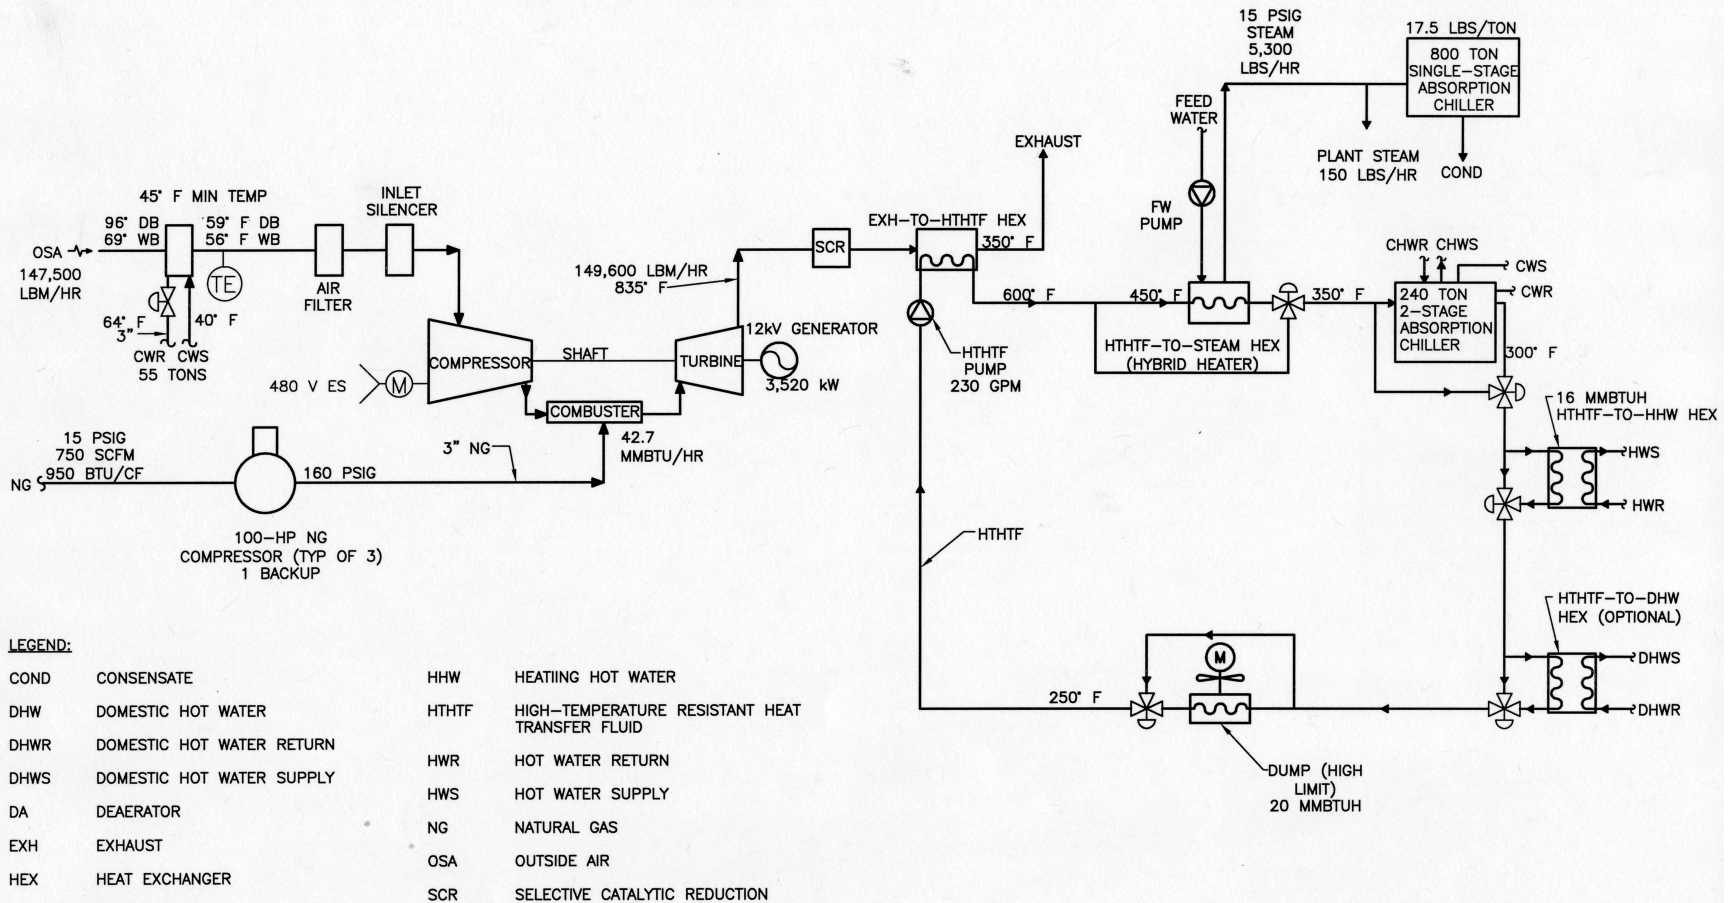 15 PSIG
STEAM
5,300
LBS/HR
17.5 LBS/TON
800 TON
SINGLE-STAGE
ABSORPTION
CHILLER
FEED
WATER
EXHAUST
PLANT STEAM
150 LBS/HR
COND
FW
PUMP
45° F MIN TEMP
96° DB
69° WB
59° F DB
56° F WB
INLET
SILENCER
OSA
147,500
LBM/HR
TE
AIR
FILTER
64° F
3"
40° F
CWR CWS
55 TONS
SCR
EXH-TO-HTHTF HEX
350° F
149,600 LBM/HR
835° F
600° F
450° F
350° F
CHWR CHWS
CWS
CWR
240 TON
2-STAGE
ABSORPTION
CHILLER
300° F
HTHTF-TO-STEAM HEX
(HYBRID HEATER)
HTHTF
PUMP
230 GPM
12kV GENERATOR
3,520 kW
COMPRESSOR
SHAFT
TURBINE
480 V ES
M
COMBUSTER
42.7
MMBTU/HR
3" NG
15 PSIG
750 SCFM
950 BTU/CF
NG
160 PSIG
100-HP NG
COMPRESSOR (TYP OF 3)
1 BACKUP
16 MMBTUH
HTHTF-TO-HHW HEX
HWS
HWR
HTHTF
HTHTF-TO-DHW
HEX (OPTIONAL)
DHWS
DHWR
M
250° F
DUMP (HIGH
LIMIT)
20 MMBTUH
LEGEND:
COND CONSENSATE
DHW DOMESTIC HOT WATER
DHWR DOMESTIC HOT WATER RETURN
DHWS DOMESTIC HOT WATER SUPPLY
DA DEAERATOR
EXH EXHAUST
HEX HEAT EXCHANGER
HHW HEATIING HOT WATER
HTHTF HIGH-TEMPERATURE RESISTANT HEAT
TRANSFER FLUID
HWR HOT WATER RETURN
HWS HOT WATER SUPPLY
NG NATURAL GAS
OSA OUTSIDE AIR
SCR SELECTIVE CATALYTIC REDUCTION